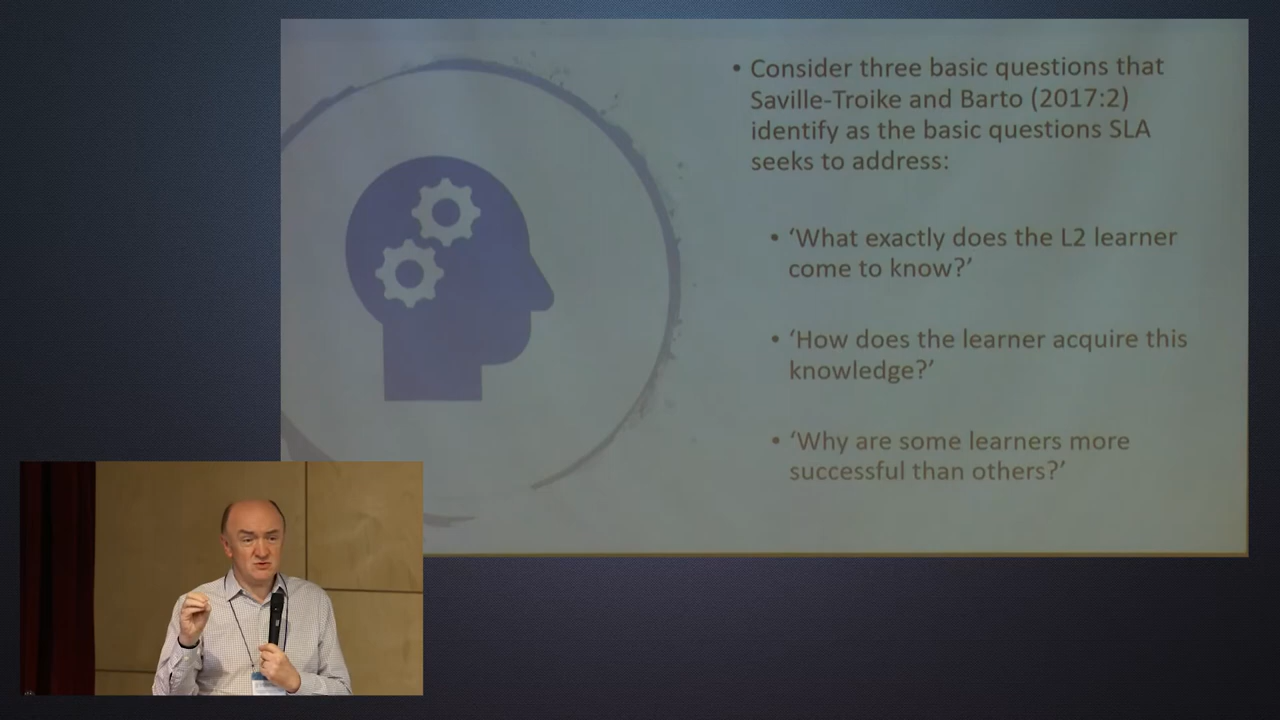 • Consider three basic questions that
Saville-Troike and Barto (2017:2)
identify as the basic questions SLA
seeks to address:
• ‘What exactly does the L2 learner
come to know?’
• ‘How does the learner acquire this
knowledge?’
• ‘Why are some learners more
successful than others?’